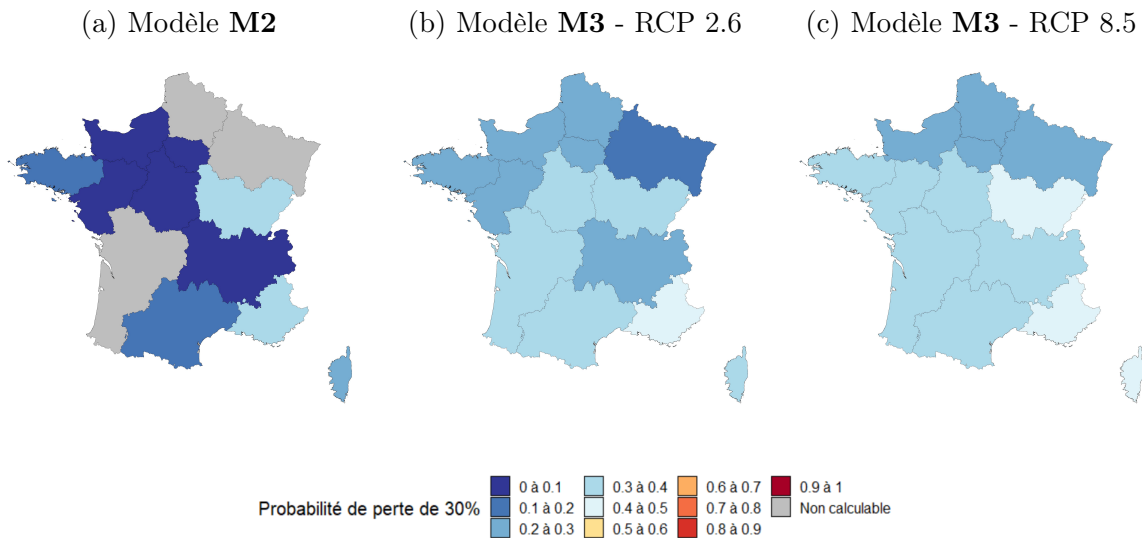 (a) Modèle M2 (b) Modèle M3 - RCP 2.6 (c) Modèle M3 - RCP 8.5
Probabilité de perte de 30%
0 à 0.1 0.3 à 0.4 0.6 à 0.7 0.9 à 1
0.1 à 0.2 0.4 à 0.5 0.7 à 0.8 Non calculable
0.2 à 0.3 0.5 à 0.6 0.8 à 0.9